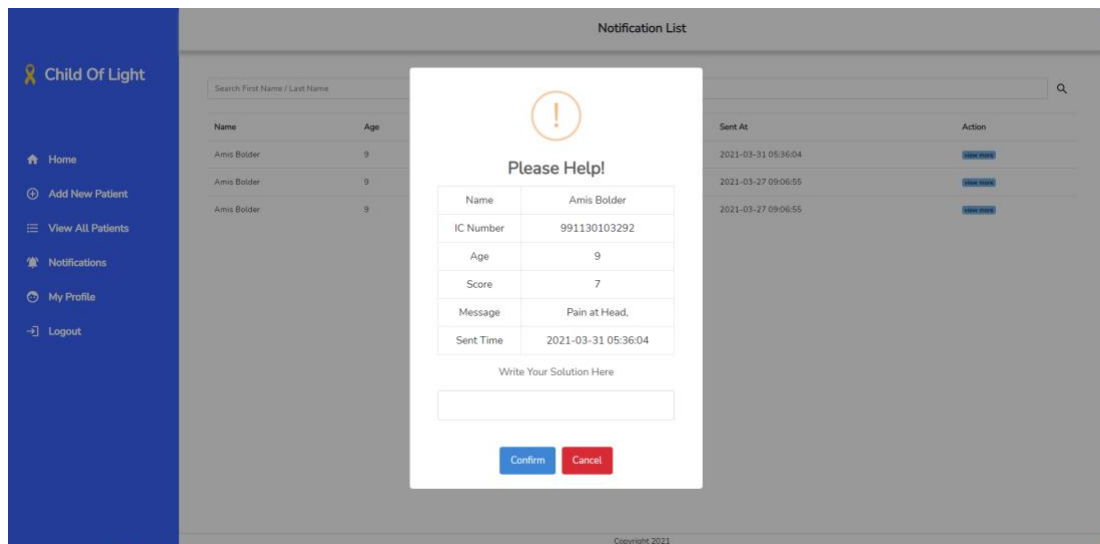 Notification List
Child Of Light
Search First Name / Last Name
Name Age Sent At Action
Amis Bolder 9 2021-03-31 05:36:04 view more
Amis Bolder 9 2021-03-27 09:06:55 view more
Amis Bolder 9 2021-03-27 09:06:55 view more
Home
Add New Patient
View All Patients
Notifications
My Profile
Logout
!
Please Help!
Name Amis Bolder
IC Number 991130103292
Age 9
Score 7
Message Pain at Head,
Sent Time 2021-03-31 05:36:04
Write Your Solution Here
Confirm Cancel
Copyright 2021